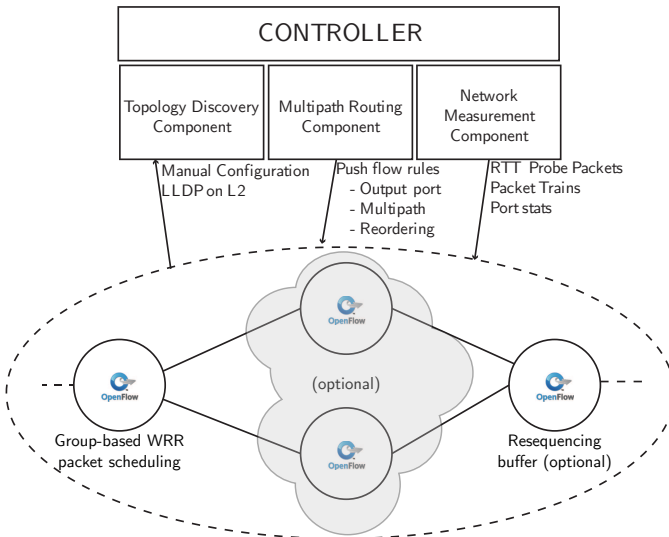 CONTROLLER
Topology Discovery
Component
Multipath Routing
Component
Network
Measurement
Component
Manual Configuration
LLDP on L2
Push flow rules
- Output port
- Multipath
- Reordering
RTT Probe Packets
Packet Trains
Port stats
OpenFlow
(optional)
OpenFlow
OpenFlow
OpenFlow
Group-based WRR
packet scheduling
Resequencing
buffer (optional)